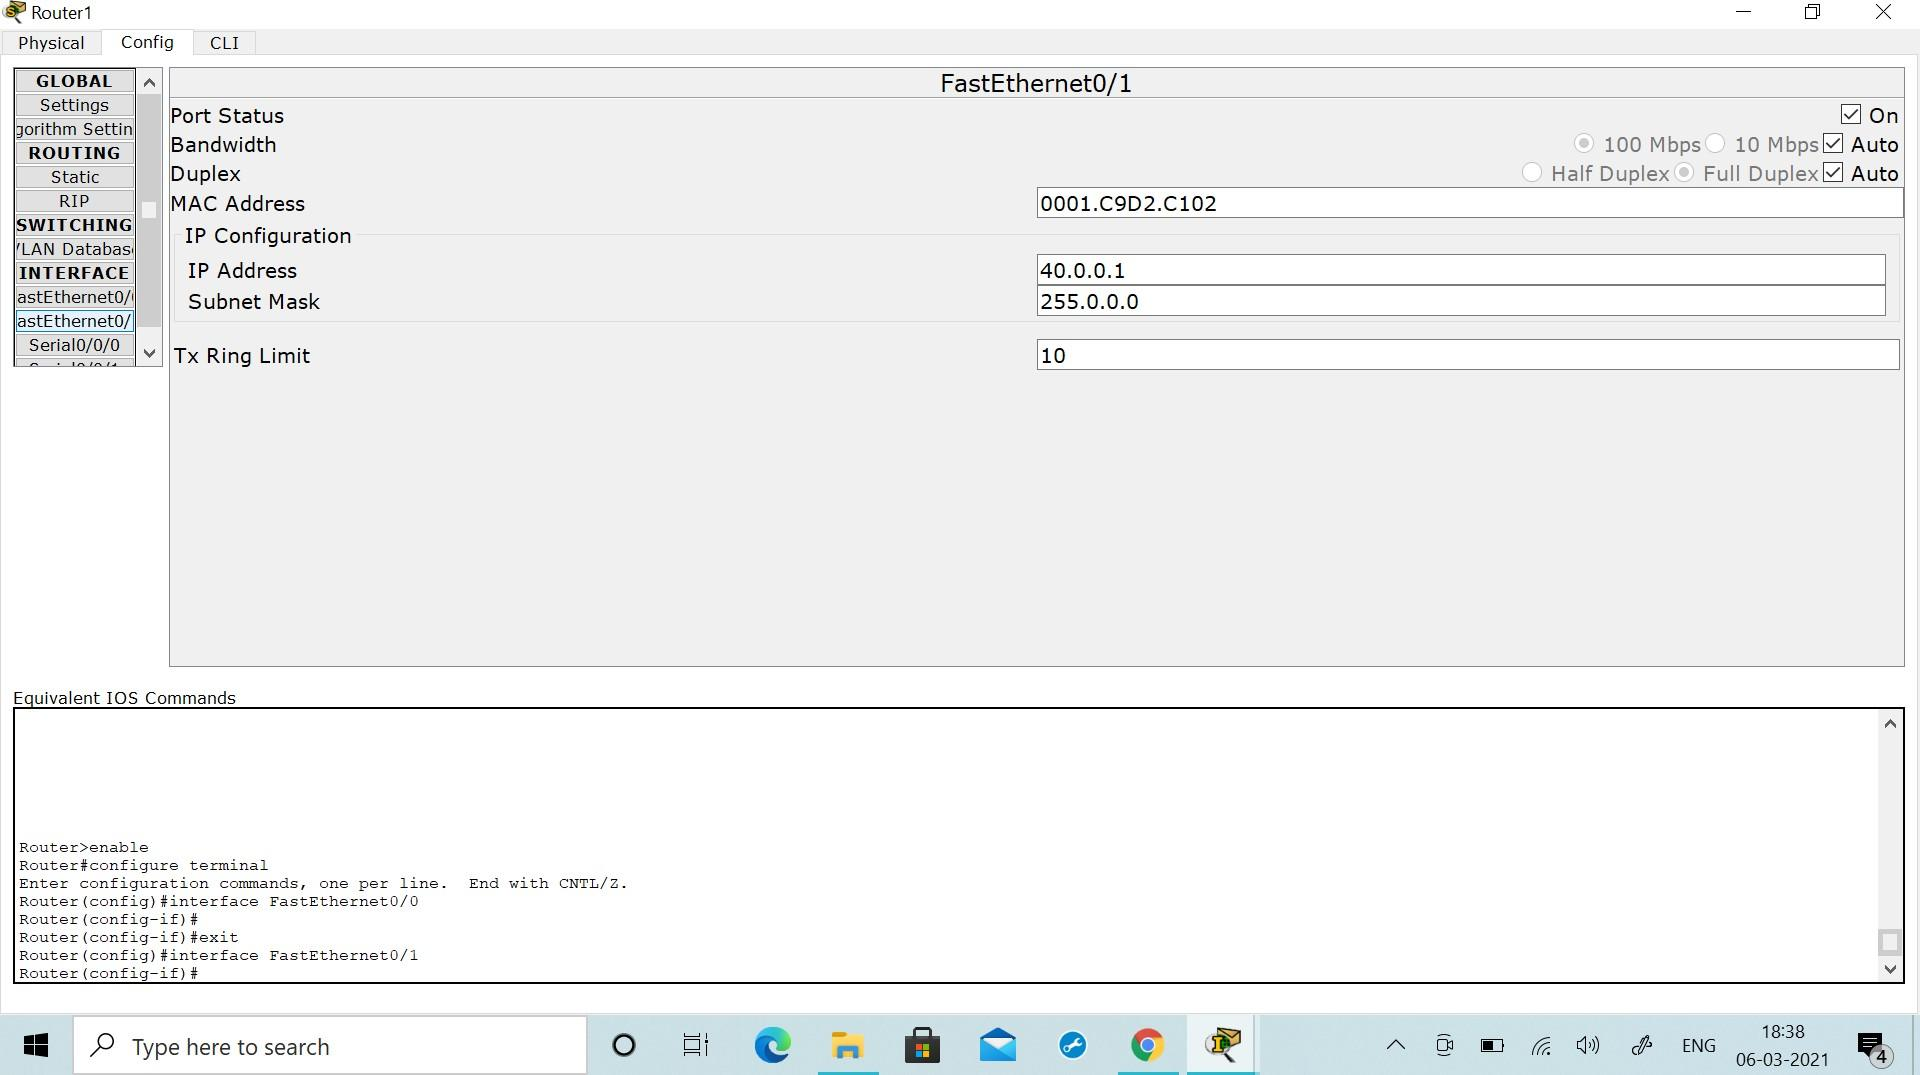 Router1
Physical Config CLI
GLOBAL
Settings
gorithm Settin
ROUTING
Static
RIP
SWITCHING
LAN Databas
INTERFACE
astEthernet0/
astEthernet0/
Serial0/0/0
FastEthernet0/1
Port Status On
Bandwidth 100 Mbps 10 Mbps Auto
Duplex Half Duplex Full Duplex Auto
MAC Address 0001.C9D2.C102
IP Configuration
IP Address 40.0.0.1
Subnet Mask 255.0.0.0
Tx Ring Limit 10
Equivalent IOS Commands
Router>enable
Router#configure terminal
Enter configuration commands, one per line. End with CNTL/Z.
Router(config)#interface FastEthernet0/0
Router(config-if)#
Router(config-if)#exit
Router(config)#interface FastEthernet0/1
Router(config-if)#
Type here to search
ENG
18:38
06-03-2021
4